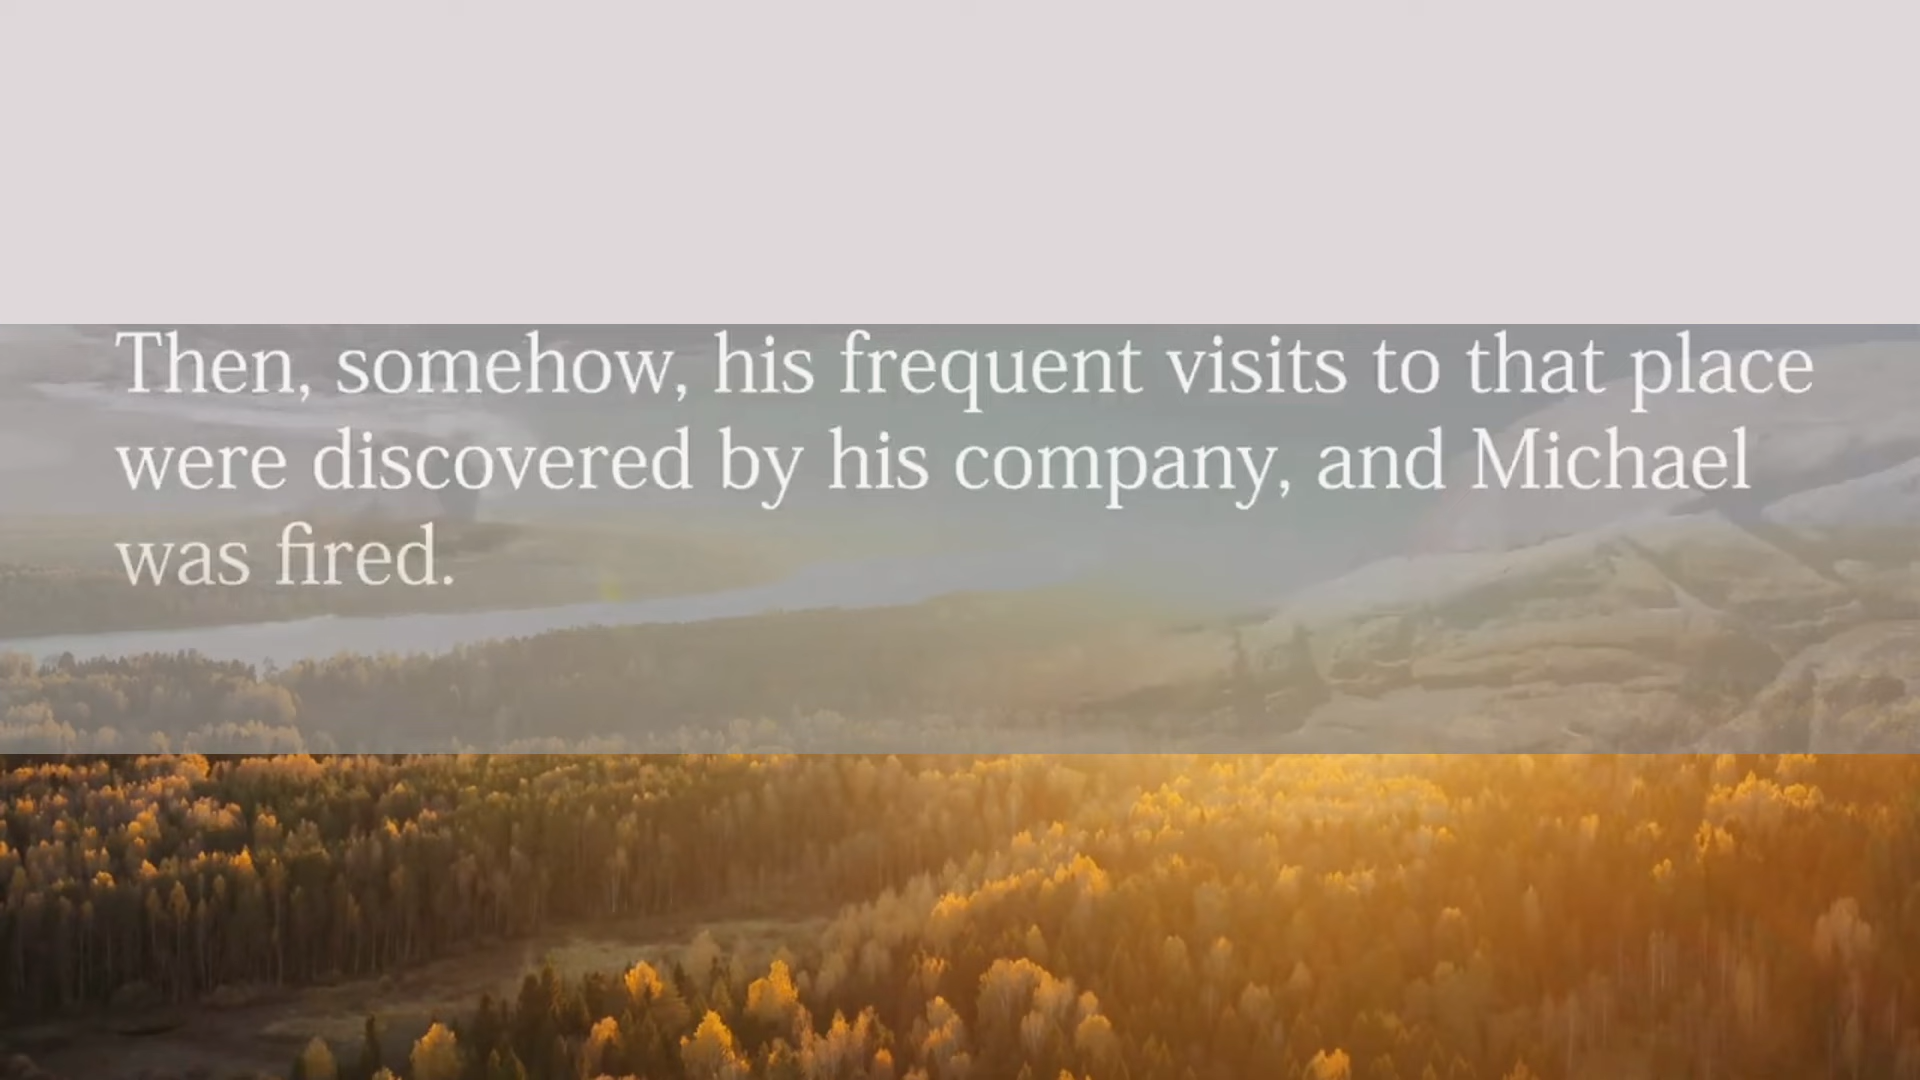 Then, somehow, his frequent visits to that place
were discovered by his company, and Michael
was fired.